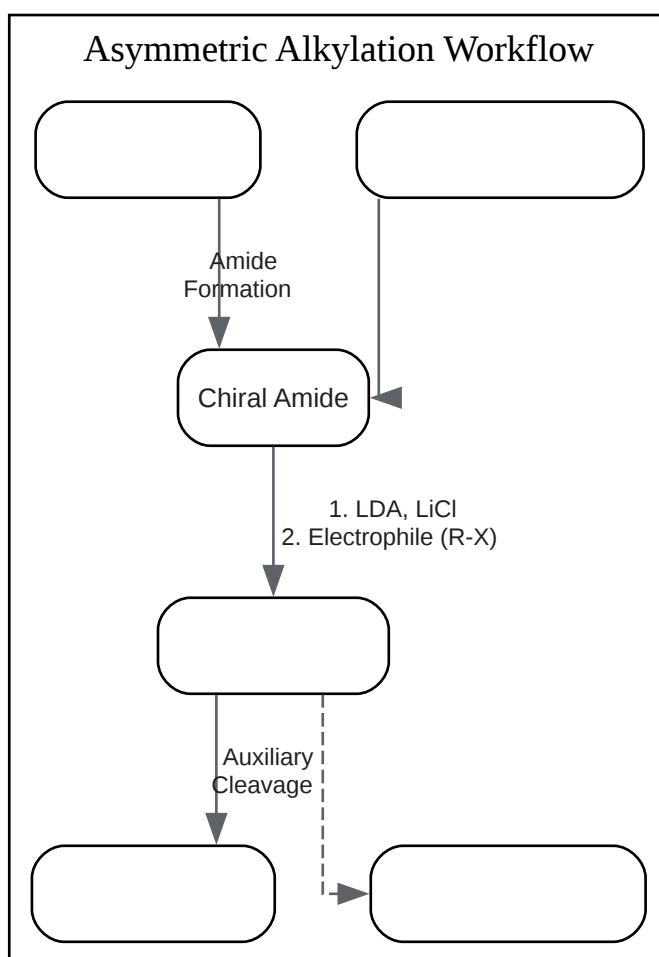 Asymmetric Alkylation Workflow
Amide
Formation
Chiral Amide
1. LDA, LiCl
2. Electrophile (R-X)
Auxiliary
Cleavage